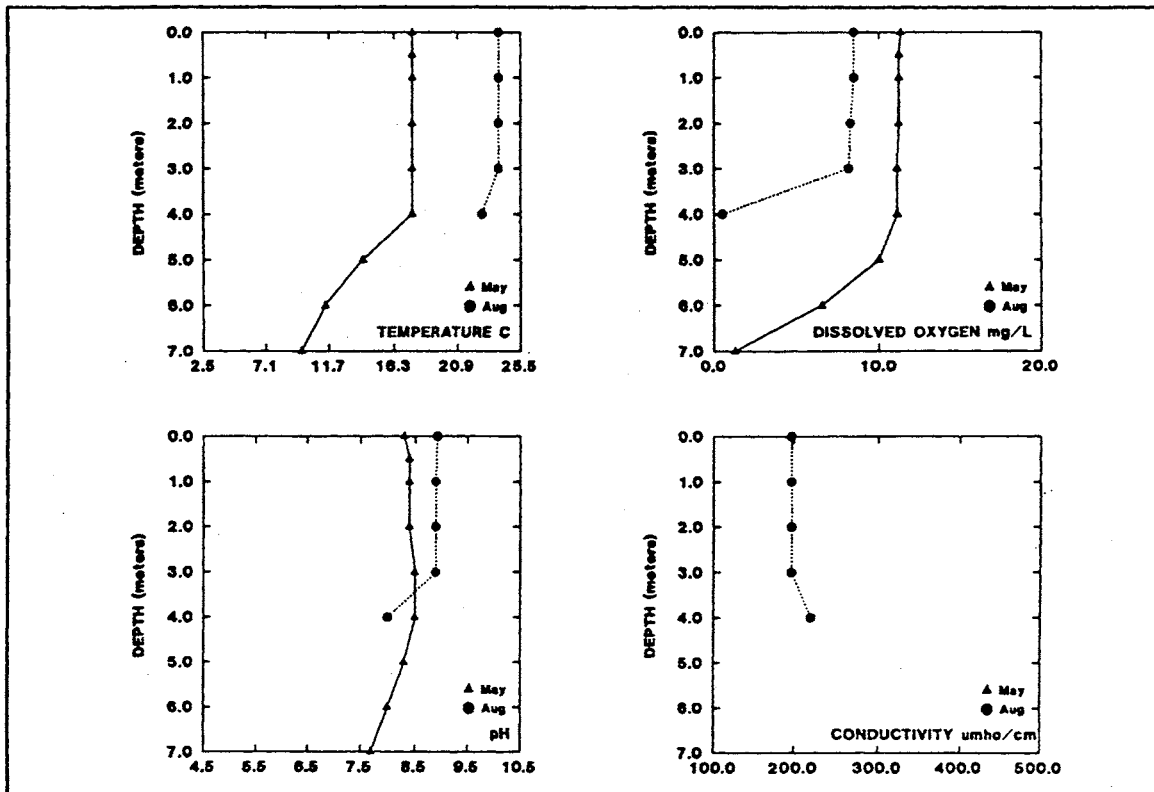 0.0
1.0
2.0
3.0
4.0
5.0
6.0
7.0
DEPTH (meters)
▲ May
● Aug
TEMPERATURE C
2.5 7.1 11.7 16.3 20.9 25.5
0.0
1.0
2.0
3.0
4.0
5.0
6.0
7.0
DEPTH (meters)
▲ May
● Aug
DISSOLVED OXYGEN mg/L
0.0 10.0 20.0
0.0
1.0
2.0
3.0
4.0
5.0
6.0
7.0
DEPTH (meters)
▲ May
● Aug
pH
4.5 5.5 6.5 7.5 8.5 9.5 10.5
0.0
1.0
2.0
3.0
4.0
5.0
6.0
7.0
DEPTH (meters)
▲ May
● Aug
CONDUCTIVITY umho/cm
100.0 200.0 300.0 400.0 500.0